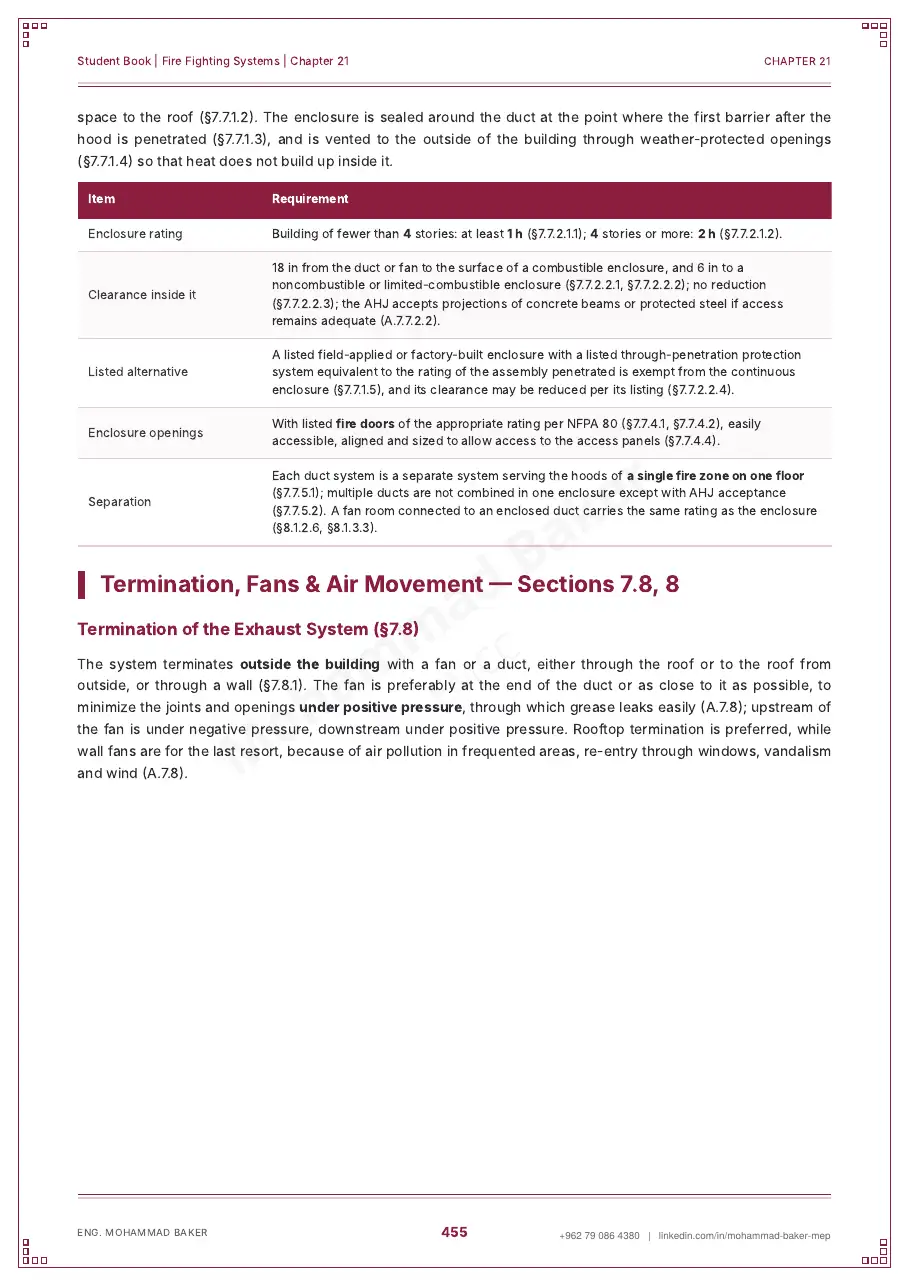 Student Book | Fire Fighting Systems | Chapter 21
CHAPTER 21
space to the roof (§7.7.1.2). The enclosure is sealed around the duct at the point where the first barrier after the
hood is penetrated (§7.7.1.3), and is vented to the outside of the building through weather-protected openings
(§7.7.1.4) so that heat does not build up inside it.
Item Requirement
Enclosure rating Building of fewer than 4 stories: at least 1 h (§7.7.2.1.1); 4 stories or more: 2 h (§7.7.2.1.2).
Clearance inside it
18 in from the duct or fan to the surface of a combustible enclosure, and 6 in to a
noncombustible or limited-combustible enclosure (§7.7.2.2.1, §7.7.2.2.2); no reduction
(§7.7.2.2.3); the AHJ accepts projections of concrete beams or protected steel if access
remains adequate (A.7.7.2.2).
Listed alternative
A listed field-applied or factory-built enclosure with a listed through-penetration protection
system equivalent to the rating of the assembly penetrated is exempt from the continuous
enclosure (§7.7.1.5), and its clearance may be reduced per its listing (§7.7.2.2.4).
Enclosure openings
With listed fire doors of the appropriate rating per NFPA 80 (§7.7.4.1, §7.7.4.2), easily
accessible, aligned and sized to allow access to the access panels (§7.7.4.4).
Separation
Each duct system is a separate system serving the hoods of a single fire zone on one floor
(§7.7.5.1); multiple ducts are not combined in one enclosure except with AHJ acceptance
(§7.7.5.2). A fan room connected to an enclosed duct carries the same rating as the enclosure
(§8.1.2.6, §8.1.3.3).
Termination, Fans & Air Movement — Sections 7.8, 8
Termination of the Exhaust System (§7.8)
The system terminates outside the building with a fan or a duct, either through the roof or to the roof from
outside, or through a wall (§7.8.1). The fan is preferably at the end of the duct or as close to it as possible, to
minimize the joints and openings under positive pressure, through which grease leaks easily (A.7.8); upstream of
the fan is under negative pressure, downstream under positive pressure. Rooftop termination is preferred, while
wall fans are for the last resort, because of air pollution in frequented areas, re-entry through windows, vandalism
and wind (A.7.8).
Mohammad Baker
ENG. MOHAMMAD BAKER
455
+962 79 086 4380 | linkedin.com/in/mohammad-baker-mep